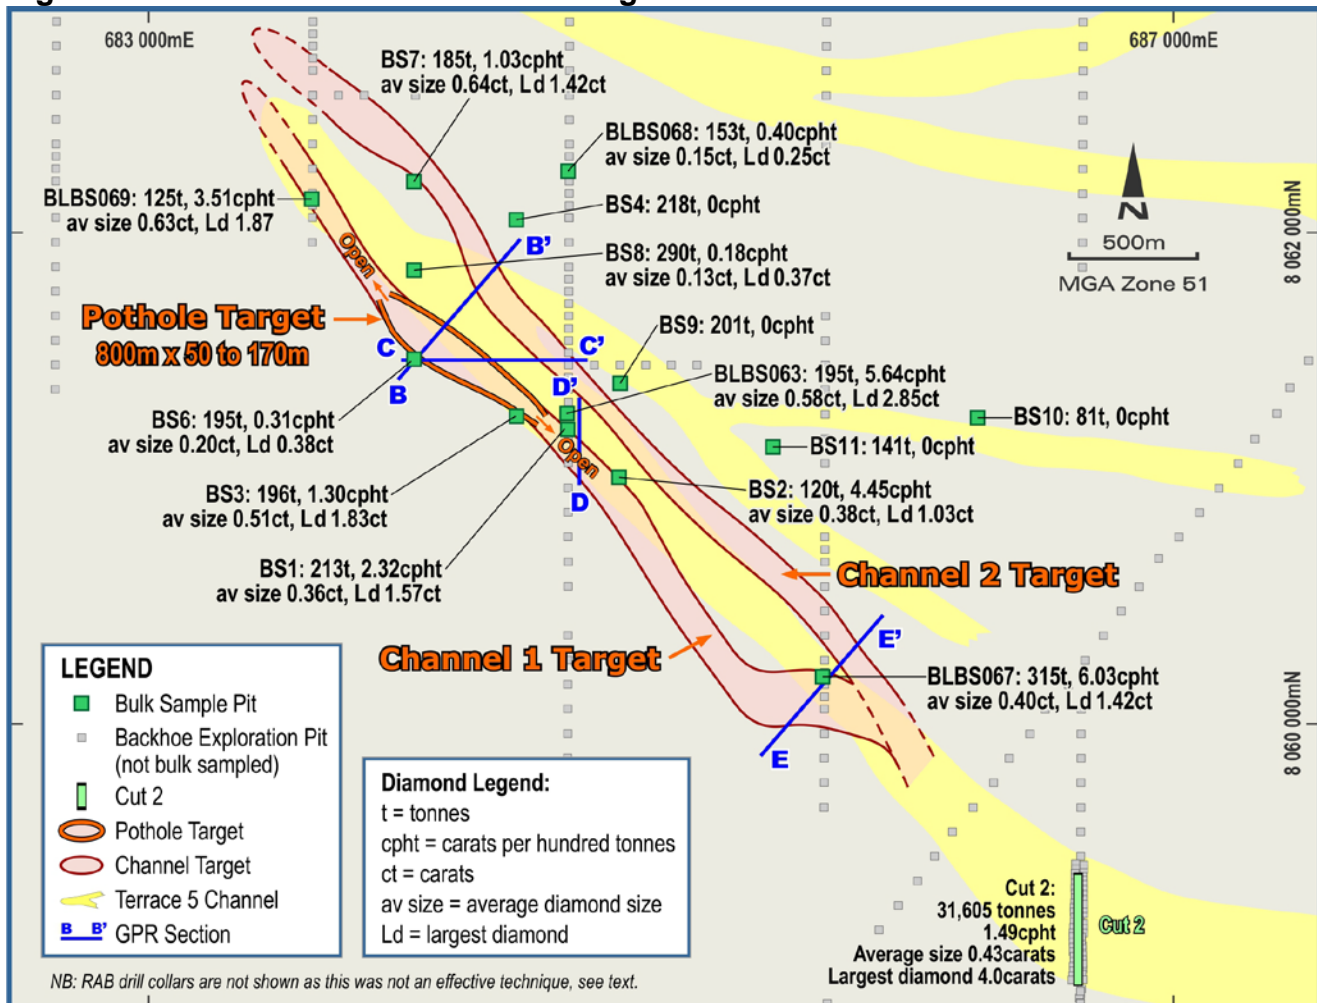 683 000mE
687 000mE
BS7: 185t, 1.03cpht
av size 0.64ct, Ld 1.42ct
BLBS068: 153t, 0.40cpht
av size 0.15ct, Ld 0.25ct
BLBS069: 125t, 3.51cpht
av size 0.63ct, Ld 1.87
BS4: 218t, 0cpht
N
500m
MGA Zone 51
8 062 000mN
Open
B'
BS8: 290t, 0.18cpht
av size 0.13ct, Ld 0.37ct
Pothole Target
800m x 50 to 170m
BS9: 201t, 0cpht
C
C'
B
D'
BLBS063: 195t, 5.64cpht
av size 0.58ct, Ld 2.85ct
BS6: 195t, 0.31cpht
av size 0.20ct, Ld 0.38ct
BS10: 81t, 0cpht
BS11: 141t, 0cpht
Open
D
BS3: 196t, 1.30cpht
av size 0.51ct, Ld 1.83ct
BS2: 120t, 4.45cpht
av size 0.38ct, Ld 1.03ct
BS1: 213t, 2.32cpht
av size 0.36ct, Ld 1.57ct
Channel 2 Target
Channel 1 Target
E'
BLBS067: 315t, 6.03cpht
av size 0.40ct, Ld 1.42ct
E
8 060 000mN
LEGEND
Bulk Sample Pit
Backhoe Exploration Pit
(not bulk sampled)
Cut 2
Pothole Target
Channel Target
Terrace 5 Channel
B B' GPR Section
Diamond Legend:
t = tonnes
cpht = carats per hundred tonnes
ct = carats
av size = average diamond size
Ld = largest diamond
Cut 2:
31,605 tonnes
1.49cpht
Average size 0.43carats
Largest diamond 4.0carats
Cut 2
NB: RAB drill collars are not shown as this was not an effective technique, see text.